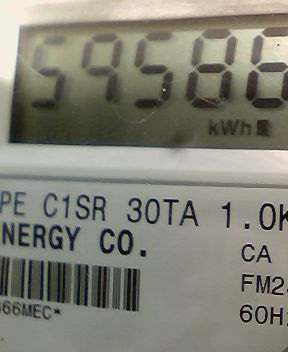 59586
kWh
PE C1SR 30TA 1.0K
NERGY CO.
CA
FM2
60H
66MEC*